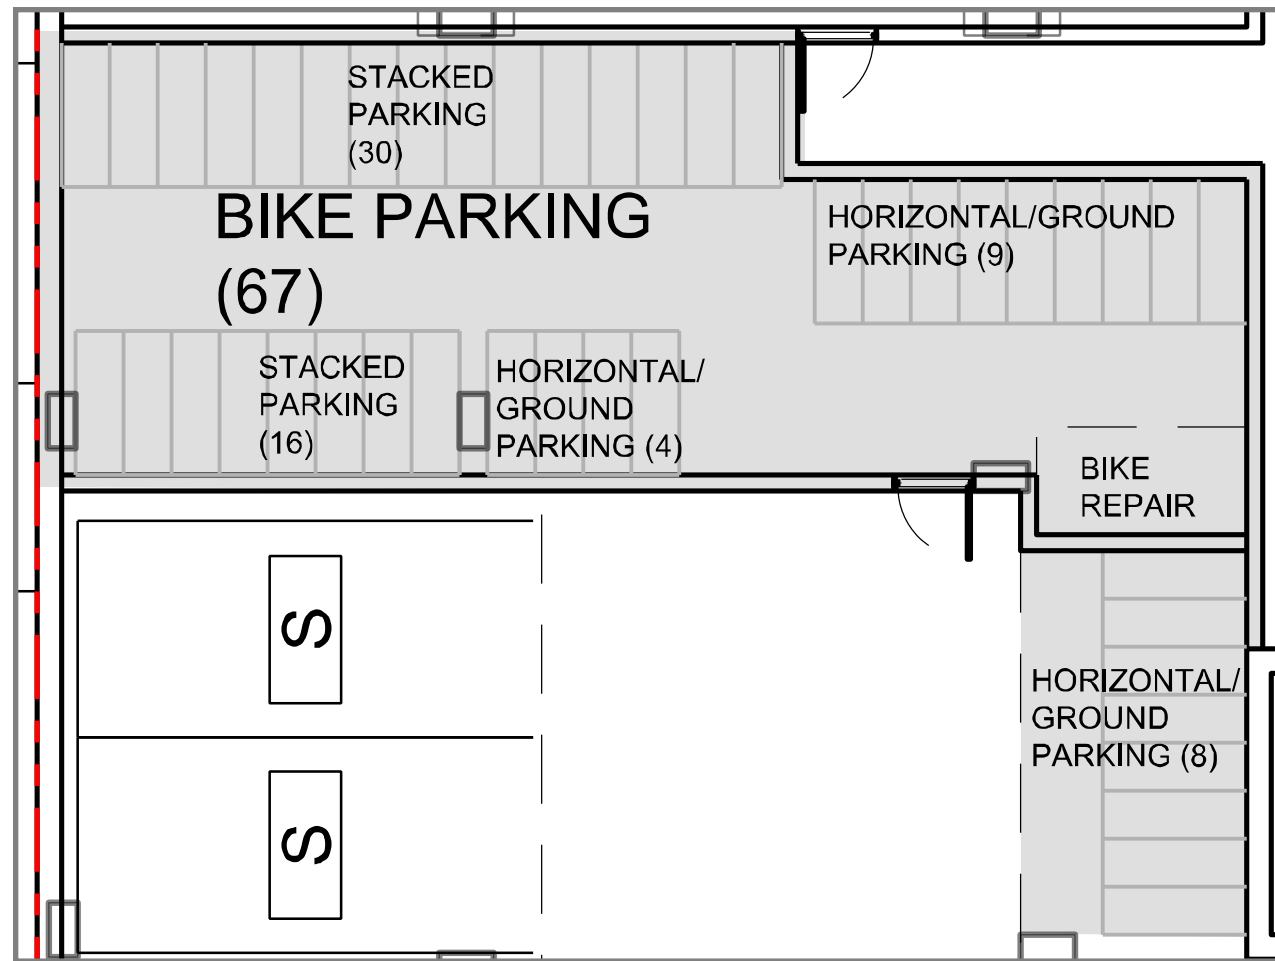 STACKED
PARKING
(30)
BIKE PARKING
(67)
HORIZONTAL/GROUND
PARKING (9)
STACKED
PARKING
(16)
HORIZONTAL/
GROUND
PARKING (4)
BIKE
REPAIR
S
HORIZONTAL/
GROUND
PARKING (8)
S